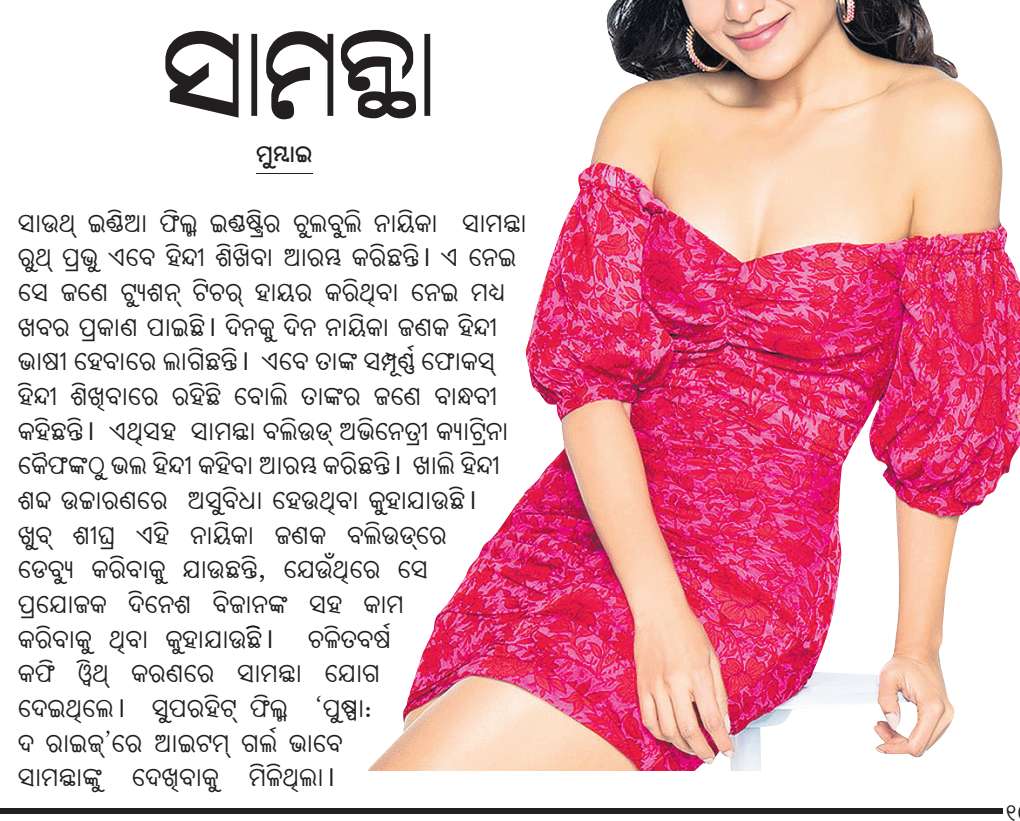 ସାମନ୍ଥା
ମୁମ୍ବାଇ
ସାଉଥ୍ ଇଣ୍ଡିଆ ଫିଲ୍ମ ଇଣ୍ଡଷ୍ଟ୍ରିର ଚୁଲବୁଲି ନାୟିକା ସାମନ୍ଥା
ରୁଥ୍ ପ୍ରଭୁ ଏବେ ହିନ୍ଦୀ ଶିଖିବା ଆରମ୍ଭ କରିଛନ୍ତି। ଏ ନେଇ
ସେ ଜଣେ ଟ୍ୟୁଶନ୍ ଟିଚର୍ ହାୟର କରିଥିବା ନେଇ ମଧ୍ୟ
ଖବର ପ୍ରକାଶ ପାଇଛି। ଦିନକୁ ଦିନ ନାୟିକା ଜଣକ ହିନ୍ଦୀ
ଭାଷୀ ହେବାରେ ଲାଗିଛନ୍ତି। ଏବେ ତାଙ୍କ ସମ୍ପୂର୍ଣ୍ଣ ଫୋକସ୍
ହିନ୍ଦୀ ଶିଖିବାରେ ରହିଛି ବୋଲି ତାଙ୍କର ଜଣେ ବାନ୍ଧବୀ
କହିଛନ୍ତି। ଏଥିସହ ସାମନ୍ଥା ବଲିଉଡ୍ ଅଭିନେତ୍ରୀ କ୍ୟାଟ୍ରିନା
କୈଫଙ୍କଠୁ ଭଲ ହିନ୍ଦୀ କହିବା ଆରମ୍ଭ କରିଛନ୍ତି। ଖାଲି ହିନ୍ଦୀ
ଶବ୍ଦ ଉଚ୍ଚାରଣରେ ଅସୁବିଧା ହେଉଥିବା କୁହାଯାଉଛି।
ଖୁବ୍ ଶୀଘ୍ର ଏହି ନାୟିକା ଜଣକ ବଲିଉଡ୍‌ରେ
ଡେବ୍ୟୁ କରିବାକୁ ଯାଉଛନ୍ତି, ଯେଉଁଥିରେ ସେ
ପ୍ରଯୋଜକ ଦିନେଶ ବିଜାନଙ୍କ ସହ କାମ
କରିବାକୁ ଥିବା କୁହାଯାଉଛି। ଚଳିତବର୍ଷ
କଫି ୱିଥ୍ କରଣରେ ସାମନ୍ଥା ଯୋଗ
ଦେଇଥିଲେ। ସୁପରହିଟ୍ ଫିଲ୍ମ ‘ପୁଷ୍ପା:
ଦ ରାଇଜ୍’ରେ ଆଇଟମ୍ ଗର୍ଲ ଭାବେ
ସାମନ୍ଥାଙ୍କୁ ଦେଖିବାକୁ ମିଳିଥିଲା।